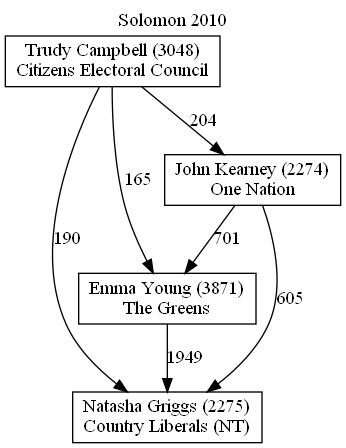 Solomon 2010
Trudy Campbell (3048)
Citizens Electoral Council
204
John Kearney (2274)
One Nation
165
190
701
Emma Young (3871)
The Greens
605
1949
Natasha Griggs (2275)
Country Liberals (NT)